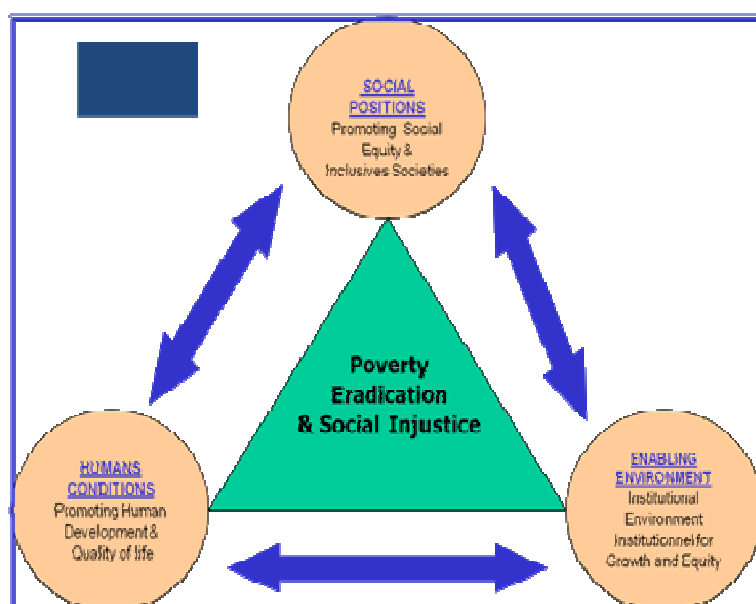 SOCIAL
POSITIONS
Promoting Social
Equity &
Inclusives Societies
Poverty
Eradication
& Social Injustice
HUMANS
CONDITIONS
Promoting Human
Development &
Quality of life
ENABLING
ENVIRONMENT
Institutional
Environment
Institutionnel for
Growth and Equity